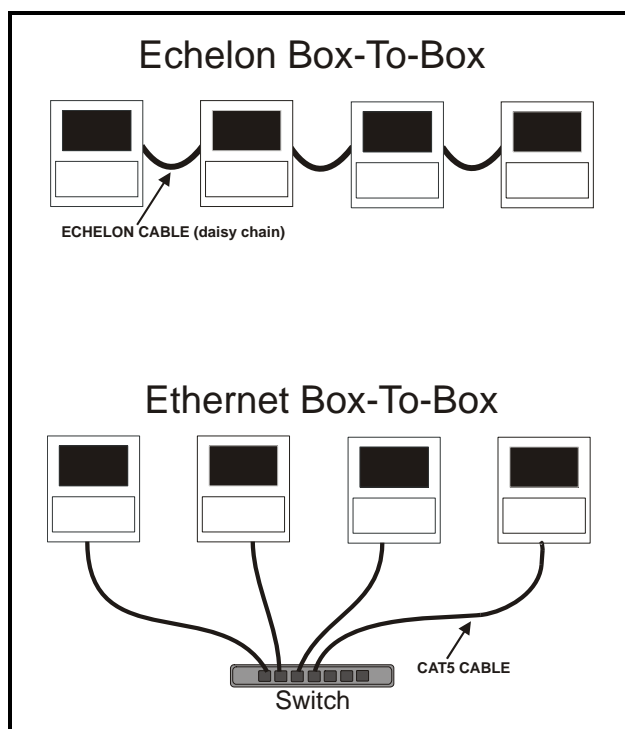 Echelon Box-To-Box
ECHELON CABLE (daisy chain)
Ethernet Box-To-Box
CAT5 CABLE
Switch